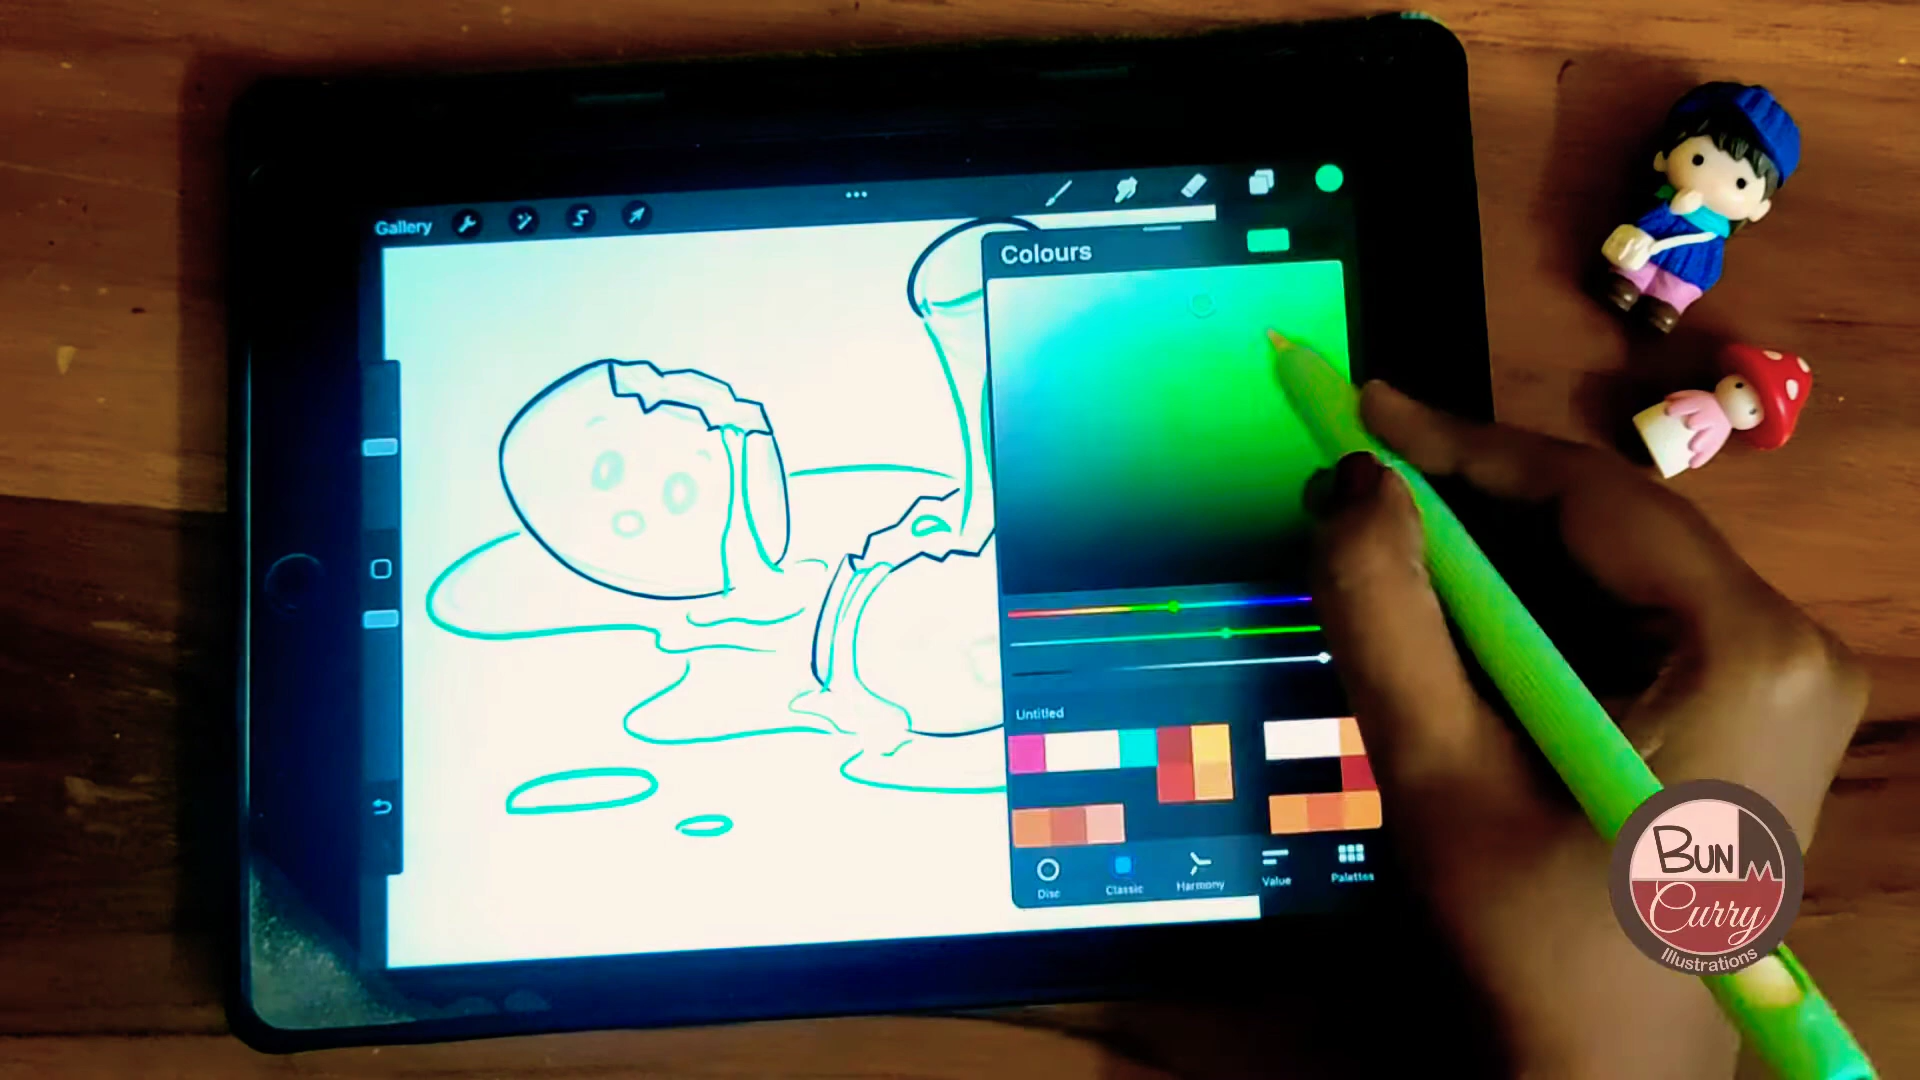 Gallery
Colours
Untitled
Disc
Classic
Harmony
Value
Palettes
BUN
Curry
Illustrations